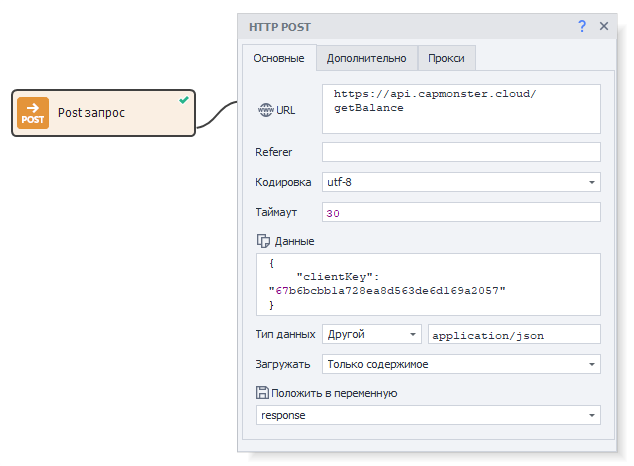 HTTP POST
?
Основные
Дополнительно
Прокси
POST
Post запрос
www URL
https://api.capmonster.cloud/
getBalance
Referer
Кодировка
utf-8
Таймаут
30
Данные
{
"clientKey":
"67b6bcbb1a728ea8d563de6d169a2057"
}
Тип данных
Другой
application/json
Загружать
Только содержимое
Положить в переменную
response